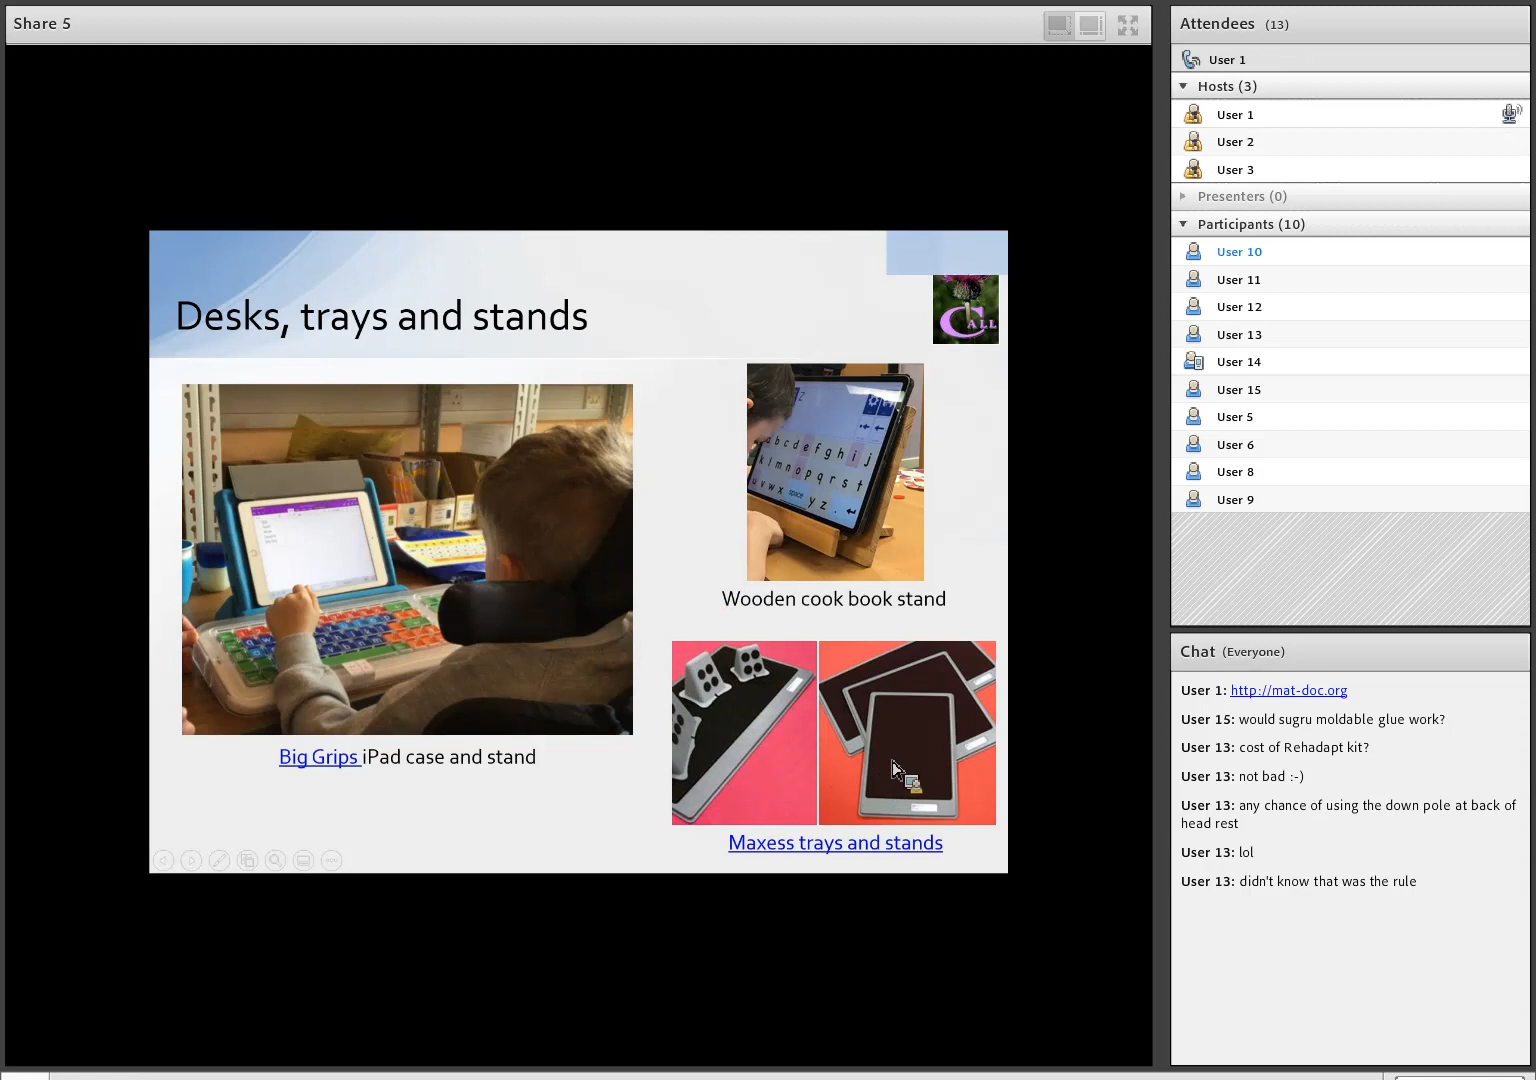 Share 5
Desks, trays and stands
CALL
Z
a b c d e f g h i j
k l m n o p q r s t
u v w x space y z .
Wooden cook book stand
Big Grips iPad case and stand
Maxess trays and stands
Attendees (13)
User 1
Hosts (3)
User 1
User 2
User 3
Presenters (0)
Participants (10)
User 10
User 11
User 12
User 13
User 14
User 15
User 5
User 6
User 8
User 9
Chat (Everyone)
User 1: http://mat-doc.org
User 15: would sugru moldable glue work?
User 13: cost of Rehadapt kit?
User 13: not bad :-)
User 13: any chance of using the down pole at back of
head rest
User 13: lol
User 13: didn't know that was the rule